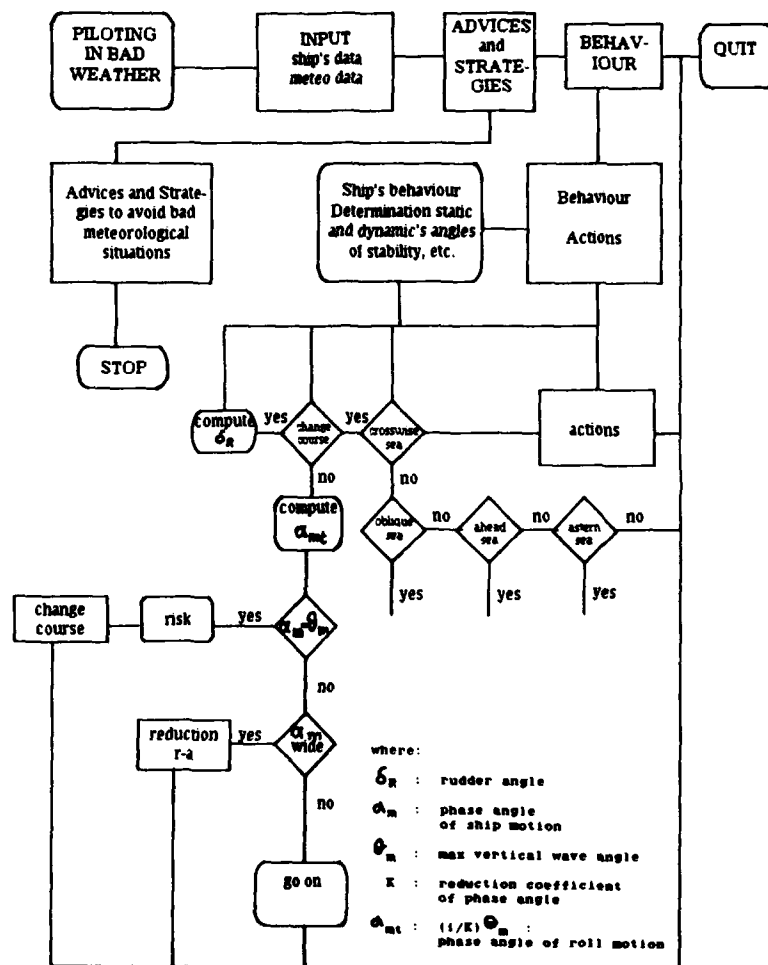 PILOTING
IN BAD
WEATHER
INPUT
ship's data
meteo data
ADVICES
and
STRATE-
GIES
BEHAV-
IOUR
QUIT
Advices and Strate-
gies to avoid bad
meteorological
situations
Ship's behaviour
Determination static
and dynamic's angles
of stability, etc.
Behaviour
Actions
STOP
compute
δR
yes
change
course
yes
crosswise
sea
actions
no
no
compute
αmt
oblique
sea
no
ahead
sea
no
astern
sea
no
yes
yes
yes
change
course
risk
yes
αm=θm
no
reduction
r-a
yes
αm
wide
no
go on
where:
δR : rudder angle
αm : phase angle
of ship motion
θm : max vertical wave angle
K : reduction coefficient
of phase angle
αmt : (i/K) θm :
phase angle of roll motion